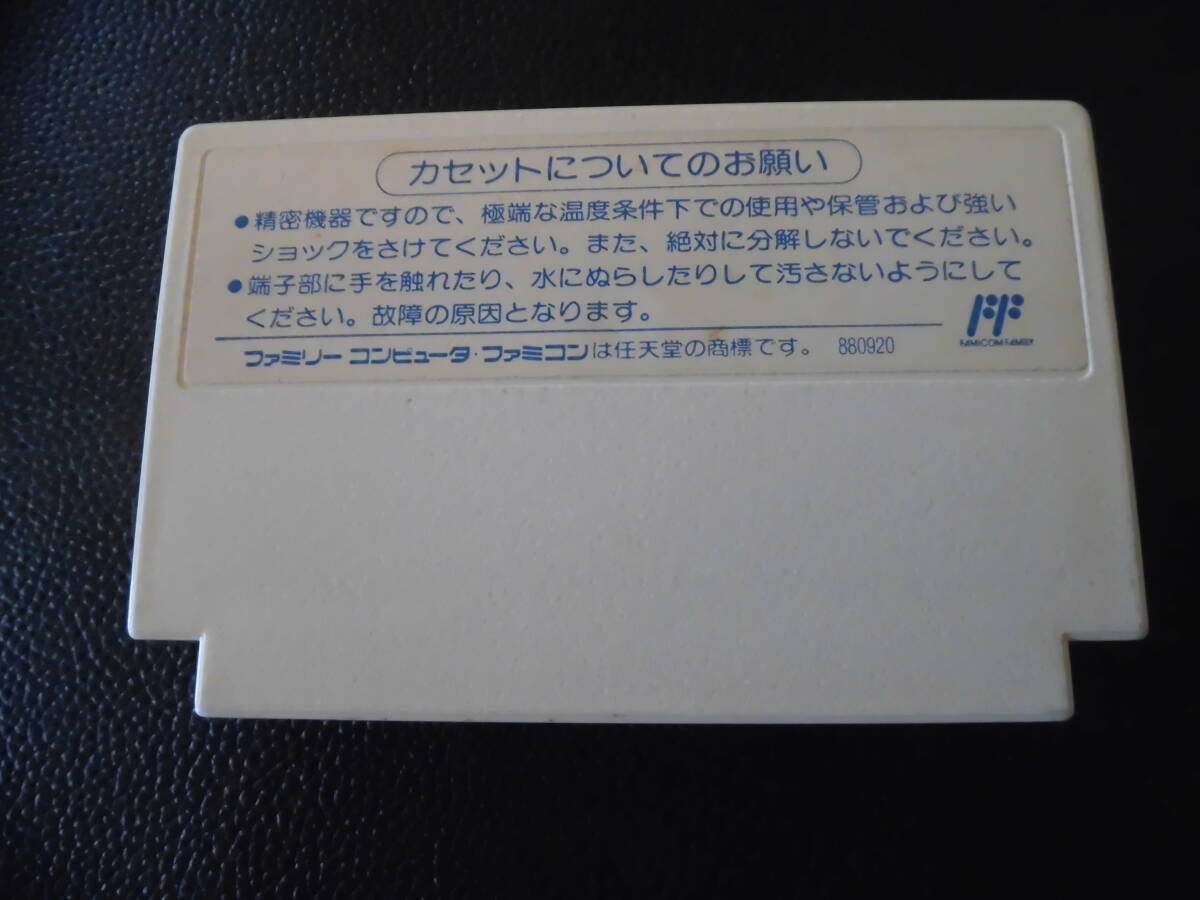 カセットについてのお願い
●精密機器ですので、極端な温度条件下での使用や保管および強い
ショックをさけてください。また、絶対に分解しないでください。
●端子部に手を触れたり、水にぬらしたりして汚さないようにして
ください。故障の原因となります。
FAMICOM FAMILY
ファミリーコンピュータ・ファミコンは任天堂の商標です。 880920